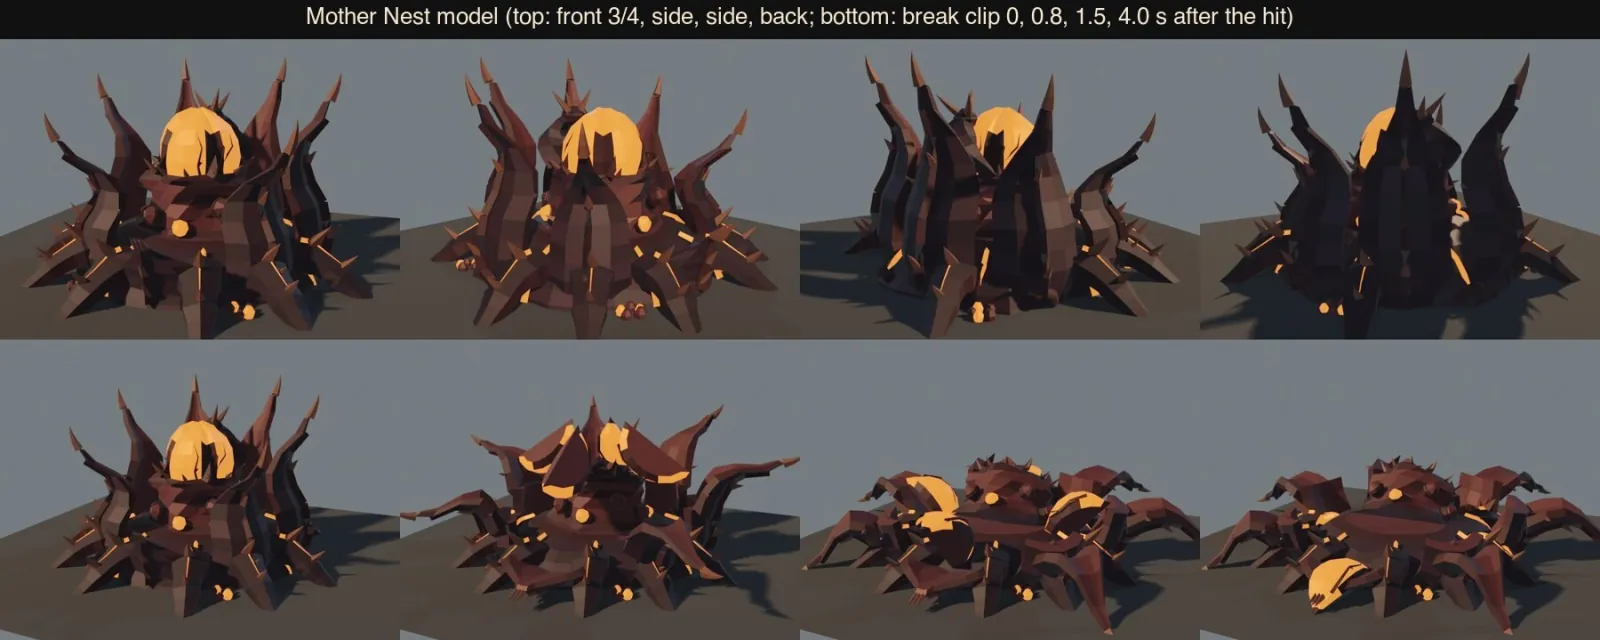 Mother Nest model (top: front 3/4, side, side, back; bottom: break clip 0, 0.8, 1.5, 4.0 s after the hit)